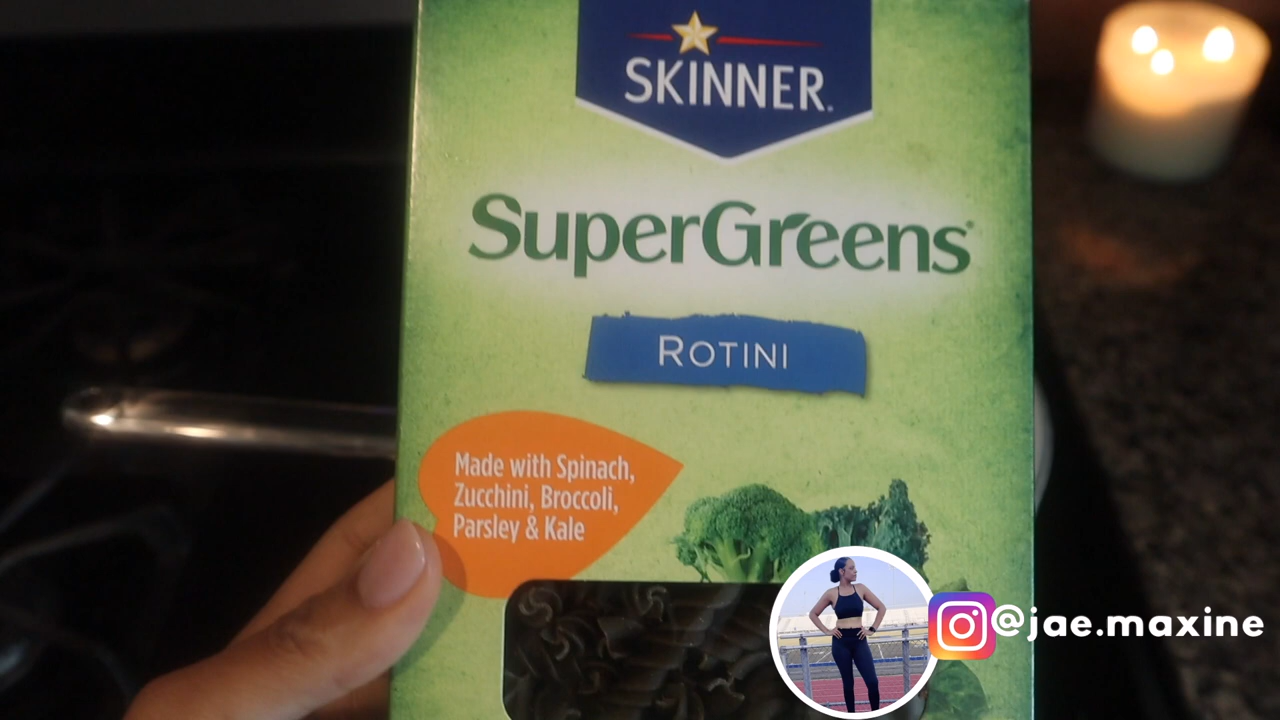 SKINNER.
SuperGreens®
ROTINI
Made with Spinach,
Zucchini, Broccoli,
Parsley & Kale
@jae.maxine